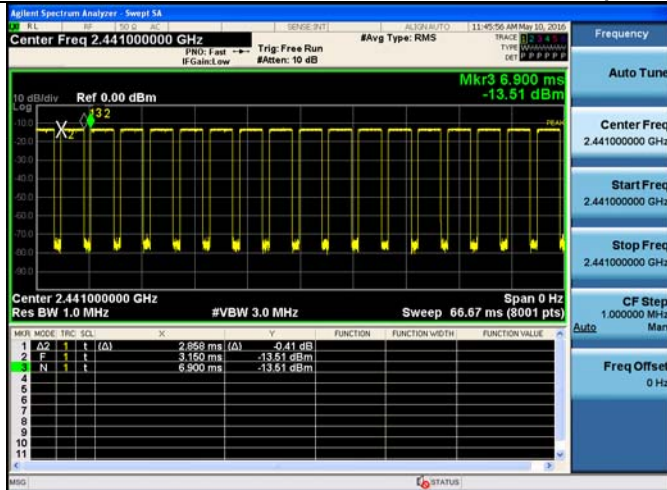 Agilent Spectrum Analyzer - Swept SA
RL RF 50 Ω AC SENSE:INT ALIGN AUTO 11:45:56 AM May 10, 2016
Center Freq 2.441000000 GHz #Avg Type: RMS TRACE 1 2 3 4 5 6
PNO: Fast Trig: Free Run TYPE
IFGain:Low #Atten: 10 dB DET P P P P P P
Mkr3 6.900 ms
-13.51 dBm
10 dB/div Ref 0.00 dBm
Log
-10.0
-20.0
-30.0
-40.0
-50.0
-60.0
-70.0
-80.0
-90.0
PEAK
Center 2.441000000 GHz Span 0 Hz
Res BW 1.0 MHz #VBW 3.0 MHz Sweep 66.67 ms (8001 pts)
MKR MODE TRC SCL X Y FUNCTION FUNCTION WIDTH FUNCTION VALUE
1 Δ2 1 t (Δ) 2.858 ms (Δ) -0.41 dB
2 F 1 t 3.150 ms -13.51 dBm
3 N 1 t 6.900 ms -13.51 dBm
4
5
6
7
8
9
10
11
MSG STATUS
Frequency
Auto Tune
Center Freq
2.441000000 GHz
Start Freq
2.441000000 GHz
Stop Freq
2.441000000 GHz
CF Step
1.000000 MHz
Auto Man
Freq Offset
0 Hz